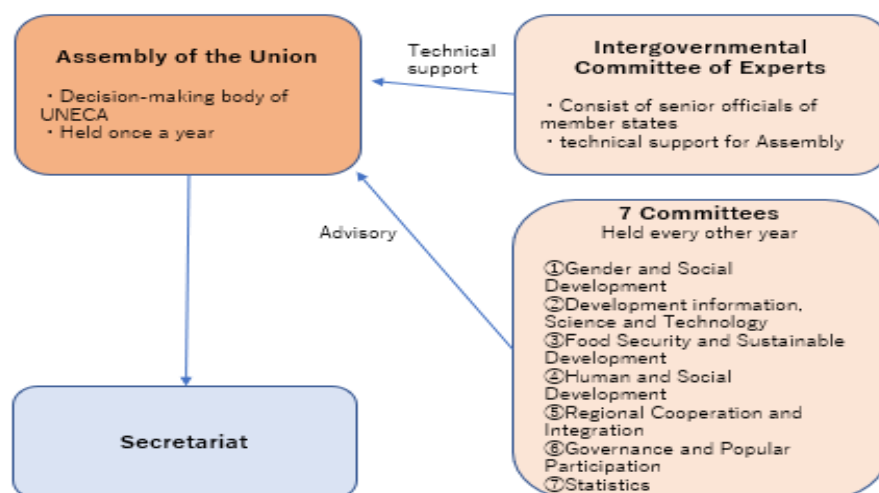 Assembly of the Union
・Decision-making body of
UNECA
・Held once a year
Technical
support
Intergovernmental
Committee of Experts
・Consist of senior officials of
member states
・technical support for Assembly
Advisory
7 Committees
Held every other year
①Gender and Social
Development
②Development information,
Science and Technology
③Food Security and Sustainable
Development
④Human and Social
Development
⑤Regional Cooperation and
Integration
⑥Governance and Popular
Participation
⑦Statistics
Secretariat